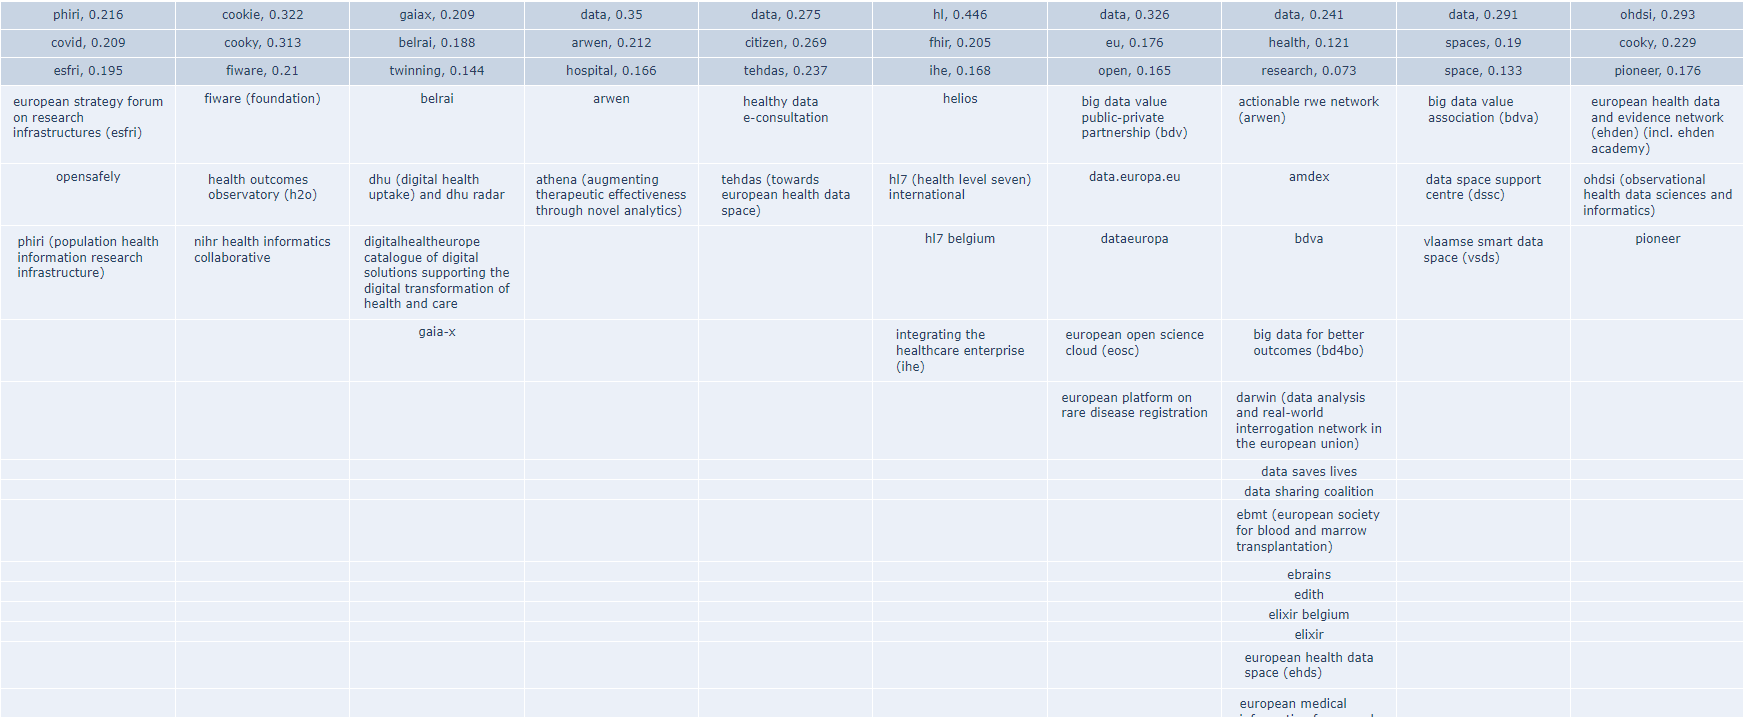 phiri, 0.216 cookie, 0.322 gaiax, 0.209 data, 0.35 data, 0.275 hl, 0.446 data, 0.326 data, 0.241 data, 0.291 ohdsi, 0.293
covid, 0.209 cooky, 0.313 belrai, 0.188 arwen, 0.212 citizen, 0.269 fhir, 0.205 eu, 0.176 health, 0.121 spaces, 0.19 cooky, 0.229
esfri, 0.195 fiware, 0.21 twinning, 0.144 hospital, 0.166 tehdas, 0.237 ihe, 0.168 open, 0.165 research, 0.073 space, 0.133 pioneer, 0.176
european strategy forum
on research
infrastructures (esfri)
fiware (foundation)
belrai
arwen
healthy data
e-consultation
helios
big data value
public-private
partnership (bdv)
actionable rwe network
(arwen)
big data value
association (bdva)
european health data
and evidence network
(ehden) (incl. ehden
academy)
opensafely
health outcomes
observatory (h2o)
dhu (digital health
uptake) and dhu radar
athena (augmenting
therapeutic effectiveness
through novel analytics)
tehdas (towards
european health data
space)
hl7 (health level seven)
international
data.europa.eu
amdex
data space support
centre (dssc)
ohdsi (observational
health data sciences and
informatics)
phiri (population health
information research
infrastructure)
nihr health informatics
collaborative
digitalhealtheurope
catalogue of digital
solutions supporting the
digital transformation of
health and care
hl7 belgium
dataeuropa
bdva
vlaamse smart data
space (vsds)
pioneer
gaia-x
integrating the
healthcare enterprise
(ihe)
european open science
cloud (eosc)
big data for better
outcomes (bd4bo)
european platform on
rare disease registration
darwin (data analysis
and real-world
interrogation network in
the european union)
data saves lives
data sharing coalition
ebmt (european society
for blood and marrow
transplantation)
ebrains
edith
elixir belgium
elixir
european health data
space (ehds)
european medical